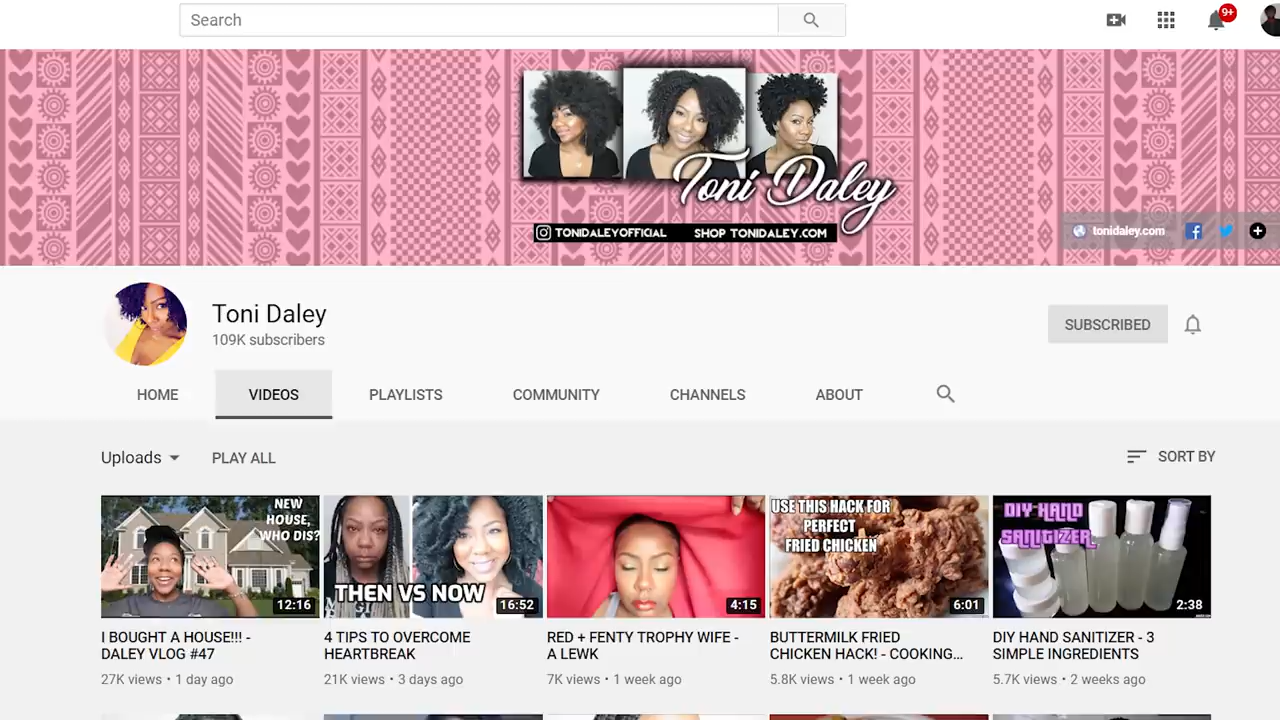 Search
9+
Toni Daley
TONIDALEYOFFICIAL SHOP TONIDALEY.COM
tonidaley.com
Toni Daley
109K subscribers
SUBSCRIBED
HOME VIDEOS PLAYLISTS COMMUNITY CHANNELS ABOUT
Uploads PLAY ALL SORT BY
NEW
HOUSE,
WHO DIS?
12:16
THEN VS NOW
16:52
4:15
USE THIS HACK FOR
PERFECT
FRIED CHICKEN
6:01
DIY HAND
SANITIZER
2:38
I BOUGHT A HOUSE!!! -
DALEY VLOG #47
27K views • 1 day ago
4 TIPS TO OVERCOME
HEARTBREAK
21K views • 3 days ago
RED + FENTY TROPHY WIFE -
A LEWK
7K views • 1 week ago
BUTTERMILK FRIED
CHICKEN HACK! - COOKING...
5.8K views • 1 week ago
DIY HAND SANITIZER - 3
SIMPLE INGREDIENTS
5.7K views • 2 weeks ago